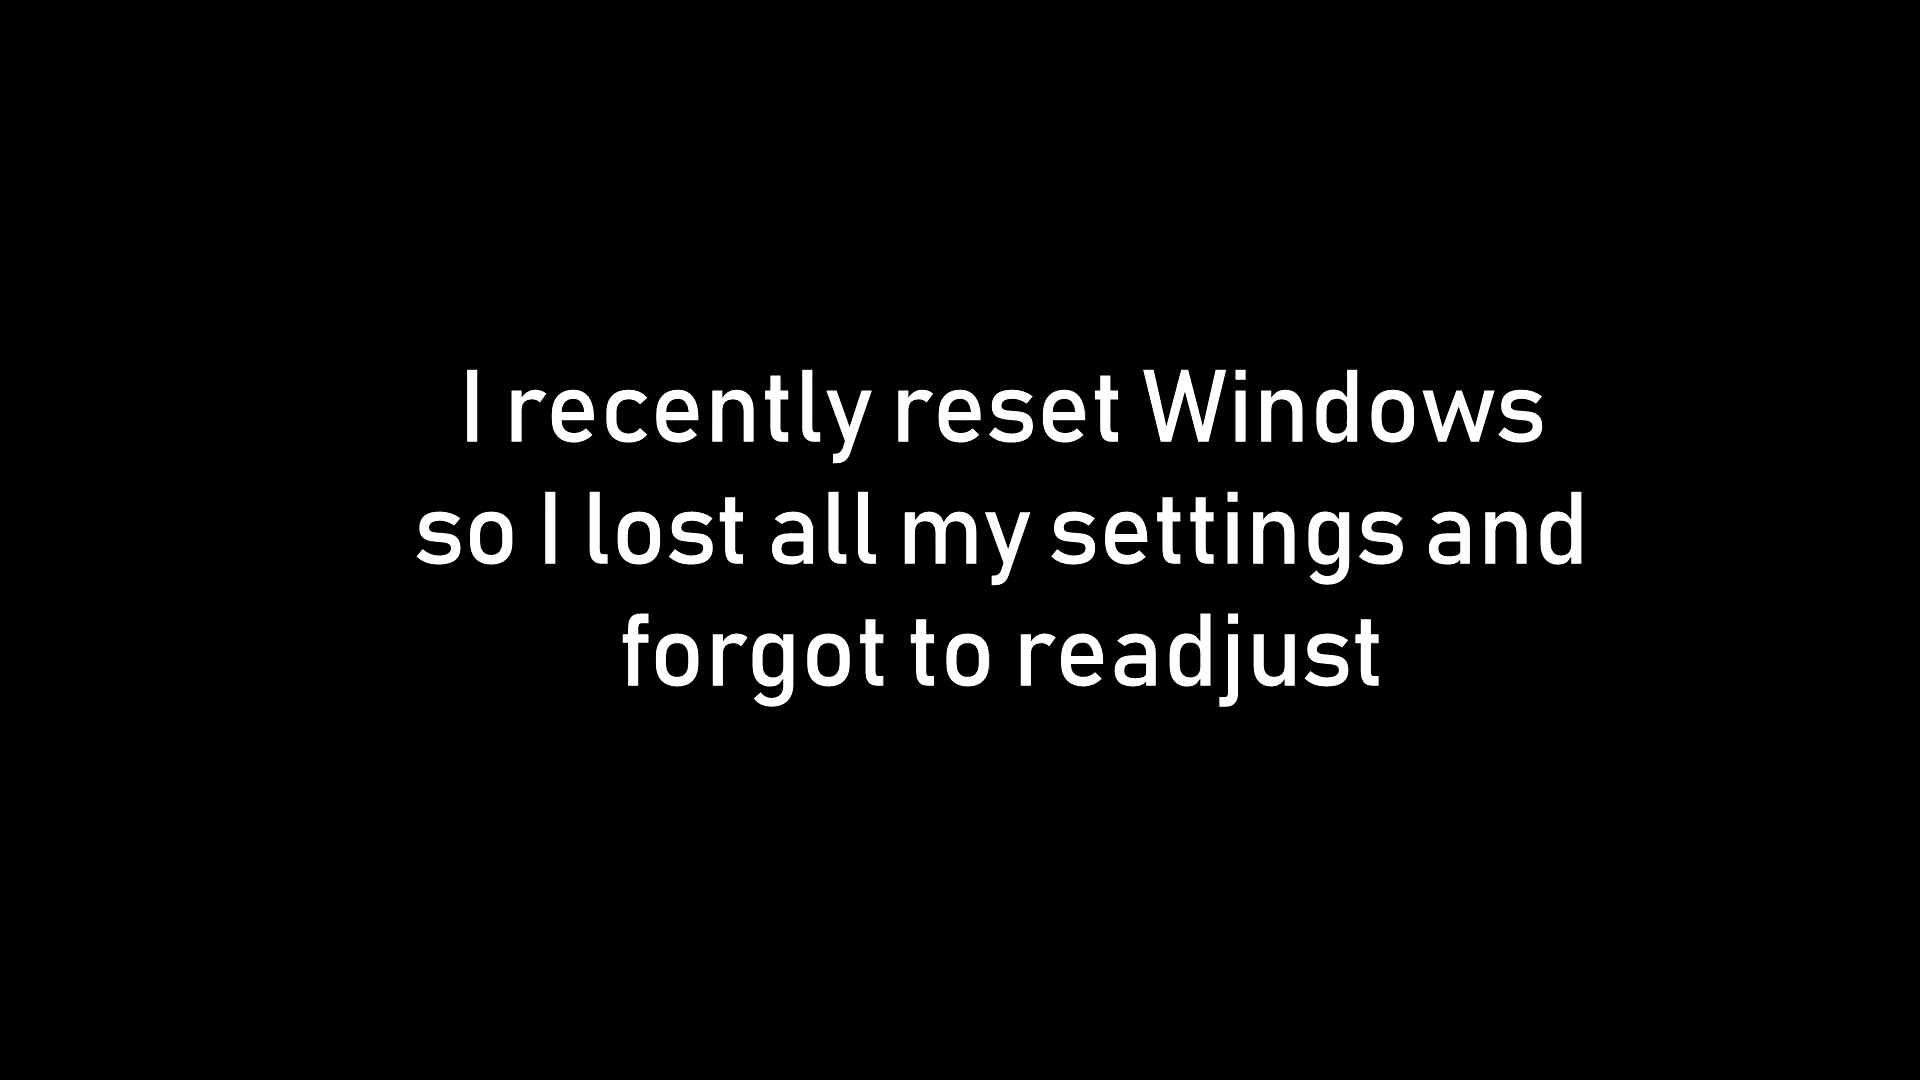 I recently reset Windows
so I lost all my settings and
forgot to readjust